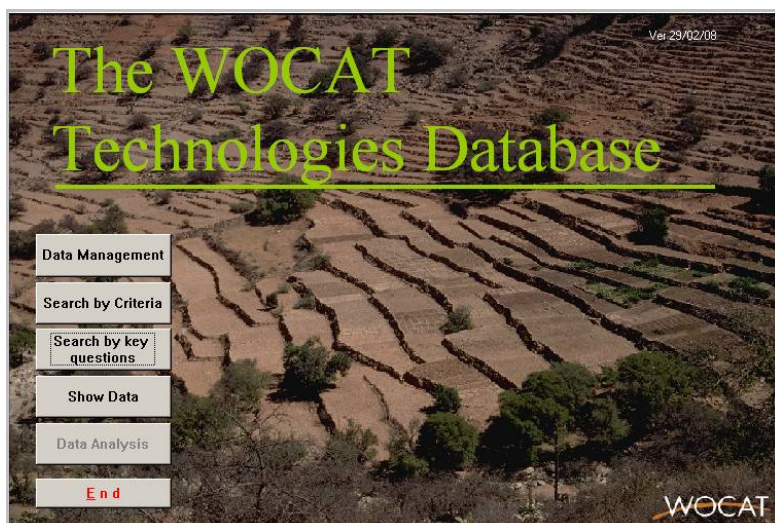 Ver 29/02/08
The WOCAT
Technologies Database
Data Management
Search by Criteria
Search by key
questions
Show Data
Data Analysis
End
WOCAT